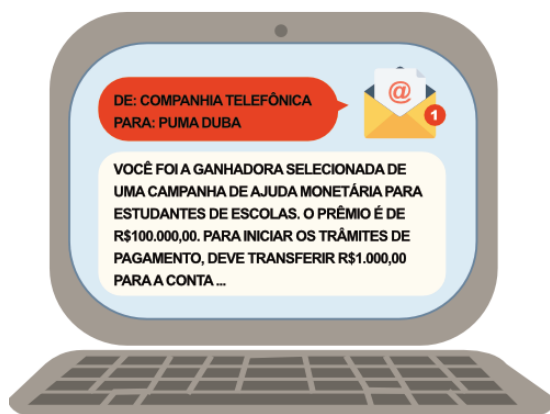 DE: COMPANHIA TELEFÔNICA
PARA: PUMA DUBA
@
1
VOCÊ FOI A GANHADORA SELECIONADA DE
UMA CAMPANHA DE AJUDA MONETÁRIA PARA
ESTUDANTES DE ESCOLAS. O PRÊMIO É DE
R$100.000,00. PARA INICIAR OS TRÂMITES DE
PAGAMENTO, DEVE TRANSFERIR R$1.000,00
PARA A CONTA ...